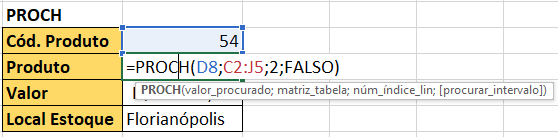 PROCH
Cód. Produto 54
Produto =PROCH(D8;C2:J5;2;FALSO)
Valor
PROCH(valor_procurado; matriz_tabela; núm_índice_lin; [procurar_intervalo])
Local Estoque Florianópolis